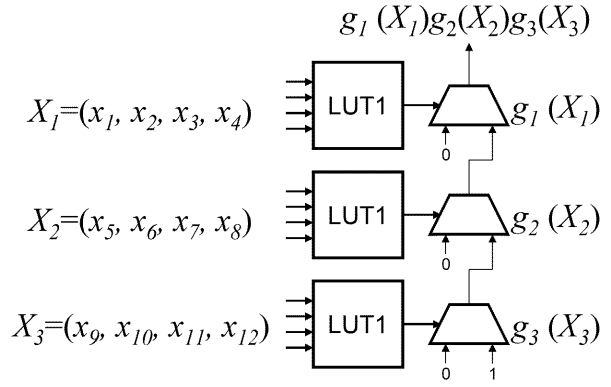 g1 (X1)g2(X2)g3(X3)
X1=(x1, x2, x3, x4)
LUT1
g1 (X1)
0
X2=(x5, x6, x7, x8)
LUT1
g2 (X2)
0
X3=(x9, x10, x11, x12)
LUT1
g3 (X3)
0 1